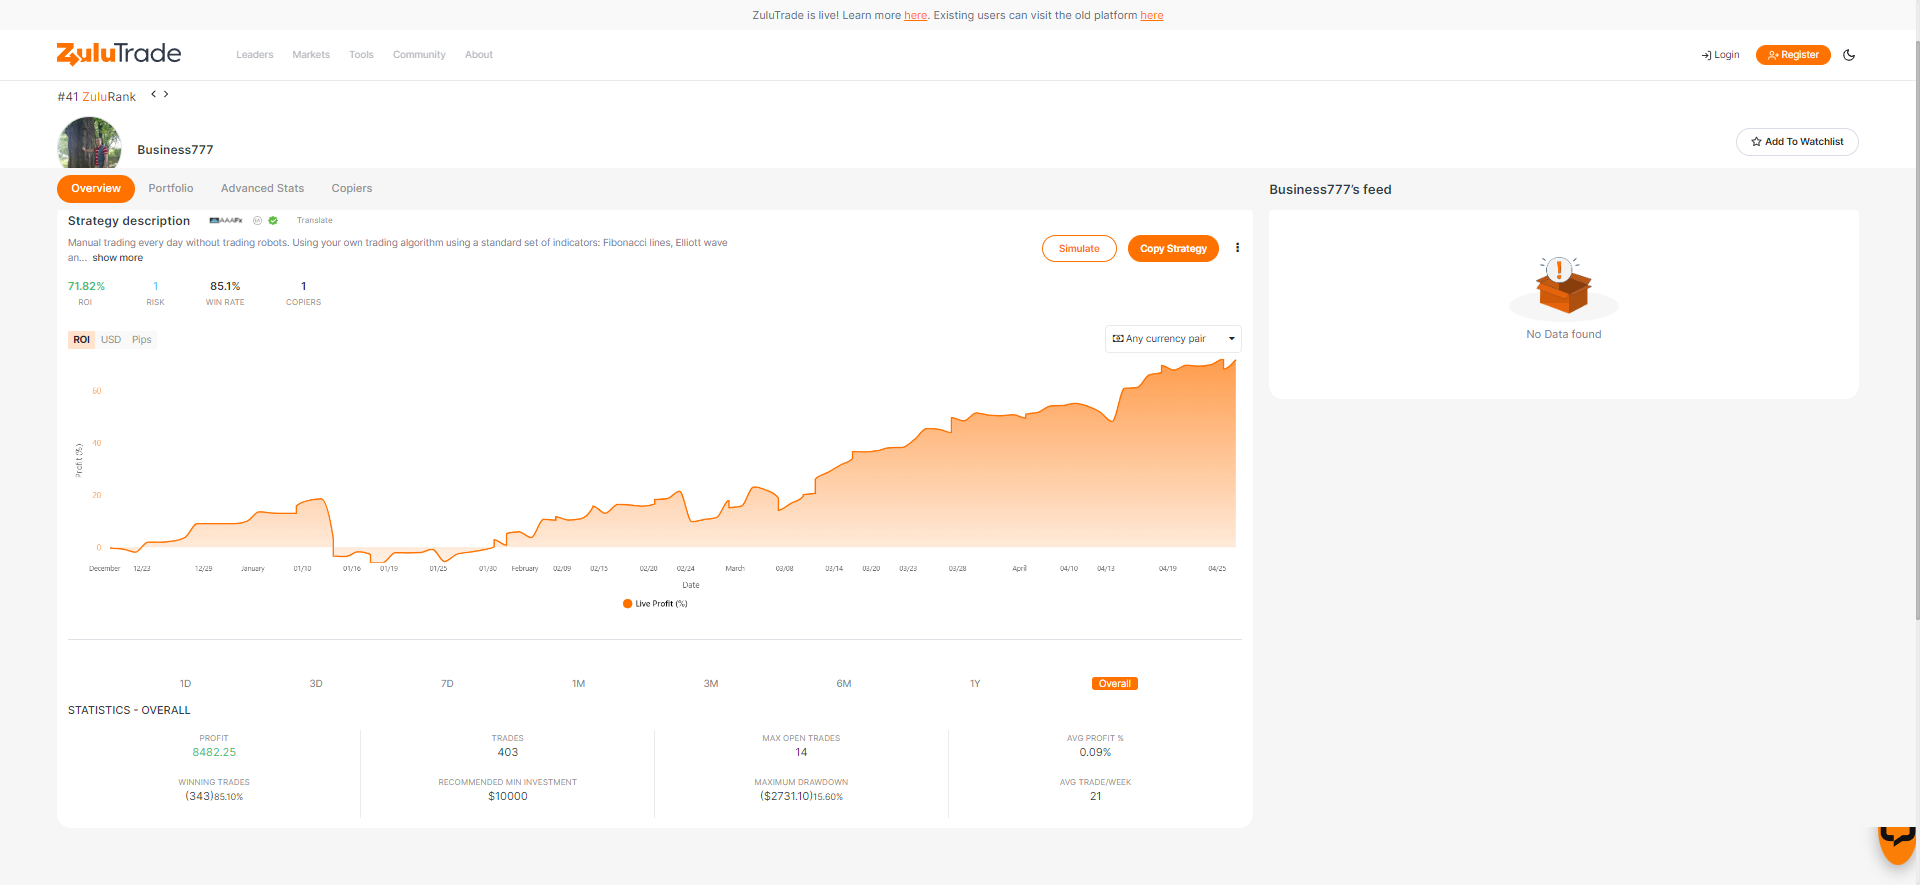 ZuluTrade is live! Learn more here. Existing users can visit the old platform here
ZuluTrade
Leaders
Markets
Tools
Community
About
Login
Register
#41 ZuluRank
Business777
Add To Watchlist
Overview
Portfolio
Advanced Stats
Copiers
Business777's feed
Strategy description
AAAFx
Translate
Manual trading every day without trading robots. Using your own trading algorithm using a standard set of indicators: Fibonacci lines, Elliott wave
an... show more
Simulate
Copy Strategy
71.82%
1
85.1%
1
ROI
RISK
WIN RATE
COPIERS
No Data found
ROI
USD
Pips
Any currency pair
60
40
20
0
Profit (%)
December
12/23
12/29
January
01/10
01/16
01/19
01/25
01/30
February
02/09
02/15
02/20
02/24
March
03/08
03/14
03/20
03/23
03/28
April
04/10
04/13
04/19
04/25
Date
Live Profit (%)
1D
3D
7D
1M
3M
6M
1Y
Overall
STATISTICS - OVERALL
PROFIT
8482.25
TRADES
403
MAX OPEN TRADES
14
AVG PROFIT %
0.09%
WINNING TRADES
(343)85.10%
RECOMMENDED MIN INVESTMENT
$10000
MAXIMUM DRAWDOWN
($2731.10)15.60%
AVG TRADE/WEEK
21